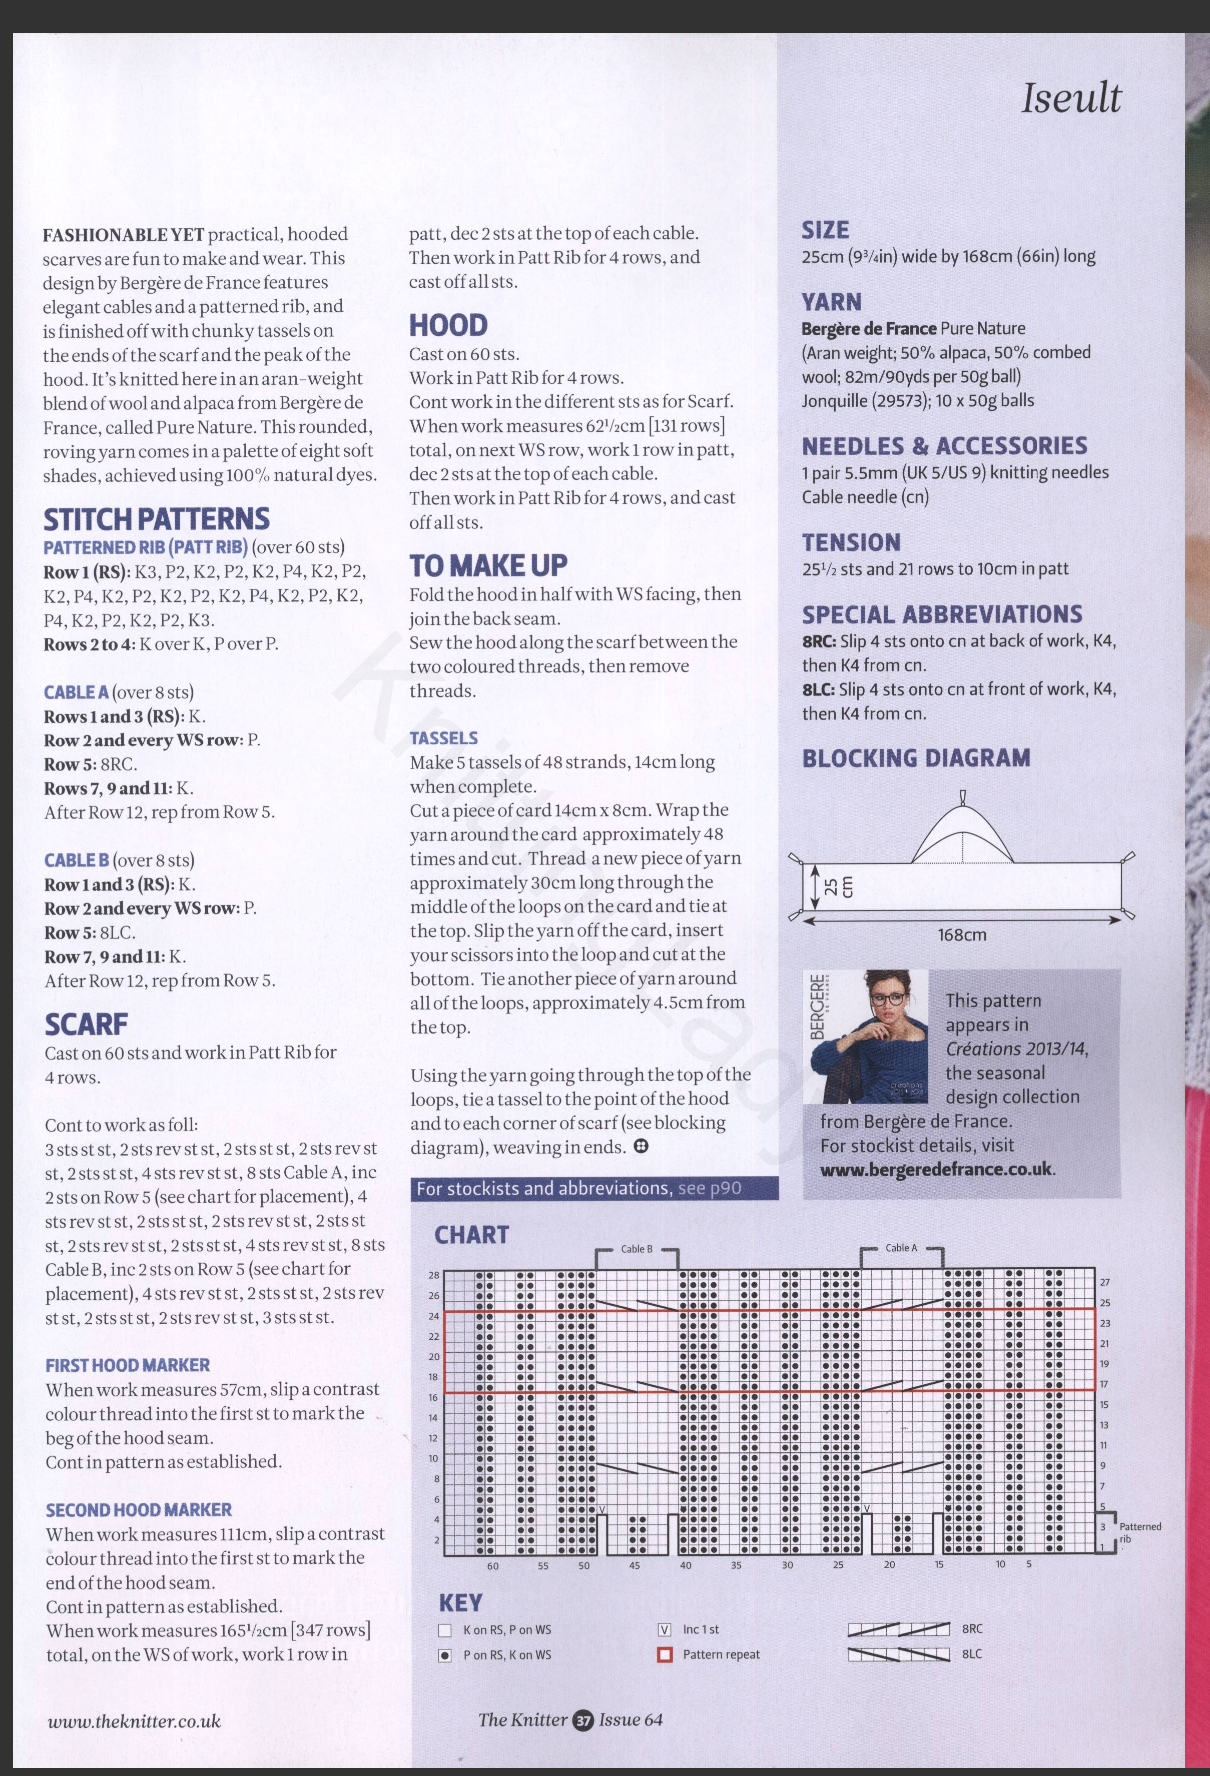 Iseult
FASHIONABLE YET practical, hooded
scarves are fun to make and wear. This
design by Bergère de France features
elegant cables and a patterned rib, and
is finished off with chunky tassels on
the ends of the scarf and the peak of the
hood. It's knitted here in an aran-weight
blend of wool and alpaca from Bergère de
France, called Pure Nature. This rounded,
roving yarn comes in a palette of eight soft
shades, achieved using 100% natural dyes.
STITCH PATTERNS
PATTERNED RIB (PATT RIB) (over 60 sts)
Row 1 (RS): K3, P2, K2, P2, K2, P4, K2, P2,
K2, P4, K2, P2, K2, P2, K2, P4, K2, P2, K2,
P4, K2, P2, K2, P2, K3.
Rows 2 to 4: K over K, P over P.
CABLE A (over 8 sts)
Rows 1 and 3 (RS): K.
Row 2 and every WS row: P.
Row 5: 8RC.
Rows 7, 9 and 11: K.
After Row 12, rep from Row 5.
CABLE B (over 8 sts)
Row 1 and 3 (RS): K.
Row 2 and every WS row: P.
Row 5: 8LC.
Row 7, 9 and 11: K.
After Row 12, rep from Row 5.
SCARF
Cast on 60 sts and work in Patt Rib for
4 rows.
Cont to work as foll:
3 sts st st, 2 sts rev st st, 2 sts st st, 2 sts rev st
st, 2 sts st st, 4 sts rev st st, 8 sts Cable A, inc
2 sts on Row 5 (see chart for placement), 4
sts rev st st, 2 sts st st, 2 sts rev st st, 2 sts st
st, 2 sts rev st st, 2 sts st st, 4 sts rev st st, 8 sts
Cable B, inc 2 sts on Row 5 (see chart for
placement), 4 sts rev st st, 2 sts st st, 2 sts rev
st st, 2 sts st st, 2 sts rev st st, 3 sts st st.
FIRST HOOD MARKER
When work measures 57cm, slip a contrast
colour thread into the first st to mark the
beg of the hood seam.
Cont in pattern as established.
SECOND HOOD MARKER
When work measures 111cm, slip a contrast
colour thread into the first st to mark the
end of the hood seam.
Cont in pattern as established.
When work measures 165½cm [347 rows]
total, on the WS of work, work 1 row in
patt, dec 2 sts at the top of each cable.
Then work in Patt Rib for 4 rows, and
cast off all sts.
HOOD
Cast on 60 sts.
Work in Patt Rib for 4 rows.
Cont work in the different sts as for Scarf.
When work measures 62½cm [131 rows]
total, on next WS row, work 1 row in patt,
dec 2 sts at the top of each cable.
Then work in Patt Rib for 4 rows, and cast
off all sts.
TO MAKE UP
Fold the hood in half with WS facing, then
join the back seam.
Sew the hood along the scarf between the
two coloured threads, then remove
threads.
TASSELS
Make 5 tassels of 48 strands, 14cm long
when complete.
Cut a piece of card 14cm x 8cm. Wrap the
yarn around the card approximately 48
times and cut. Thread a new piece of yarn
approximately 30cm long through the
middle of the loops on the card and tie at
the top. Slip the yarn off the card, insert
your scissors into the loop and cut at the
bottom. Tie another piece of yarn around
all of the loops, approximately 4.5cm from
the top.
Using the yarn going through the top of the
loops, tie a tassel to the point of the hood
and to each corner of scarf (see blocking
diagram), weaving in ends.
For stockists and abbreviations, see p90
SIZE
25cm (9¾in) wide by 168cm (66in) long
YARN
Bergère de France Pure Nature
(Aran weight; 50% alpaca, 50% combed
wool; 82m/90yds per 50g ball)
Jonquille (29573); 10 x 50g balls
NEEDLES & ACCESSORIES
1 pair 5.5mm (UK 5/US 9) knitting needles
Cable needle (cn)
TENSION
25½ sts and 21 rows to 10cm in patt
SPECIAL ABBREVIATIONS
8RC: Slip 4 sts onto cn at back of work, K4,
then K4 from cn.
8LC: Slip 4 sts onto cn at front of work, K4,
then K4 from cn.
BLOCKING DIAGRAM
25
cm
168cm
BERGERE
DE FRANCE
This pattern
appears in
Créations 2013/14,
the seasonal
design collection
from Bergère de France.
For stockist details, visit
www.bergeredefrance.co.uk.
CHART
Cable B
Cable A
28
27
26
25
24
23
22
21
20
19
18
17
16
15
14
13
12
11
10
9
8
7
6
5
4
3
2
1
V
V
Patterned
rib
60 55 50 45 40 35 30 25 20 15 10 5
KEY
K on RS, P on WS
P on RS, K on WS
V Inc 1 st
Pattern repeat
8RC
8LC
www.theknitter.co.uk
The Knitter 37 Issue 64